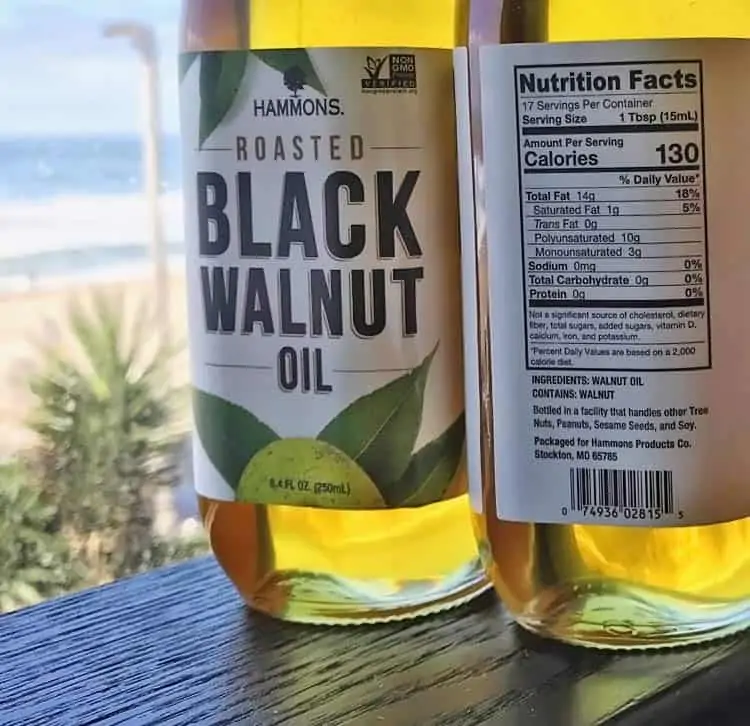 HAMMONS.
NON
GMO
Project
VERIFIED
nongmoproject.org
ROASTED
BLACK
WALNUT
OIL
8.4 FL OZ. (250mL)
Nutrition Facts
17 Servings Per Container
Serving Size 1 Tbsp (15mL)
Amount Per Serving
Calories 130
% Daily Value*
Total Fat 14g 18%
Saturated Fat 1g 5%
Trans Fat 0g
Polyunsaturated 10g
Monounsaturated 3g
Sodium 0mg 0%
Total Carbohydrate 0g 0%
Protein 0g 0%
Not a significant source of cholesterol, dietary
fiber, total sugars, added sugars, vitamin D,
calcium, iron, and potassium.
*Percent Daily Values are based on a 2,000
calorie diet.
INGREDIENTS: WALNUT OIL
CONTAINS: WALNUT
Bottled in a facility that handles other Tree
Nuts, Peanuts, Sesame Seeds, and Soy.
Packaged for Hammons Products Co.
Stockton, MO 65785
0 74936 02815 5